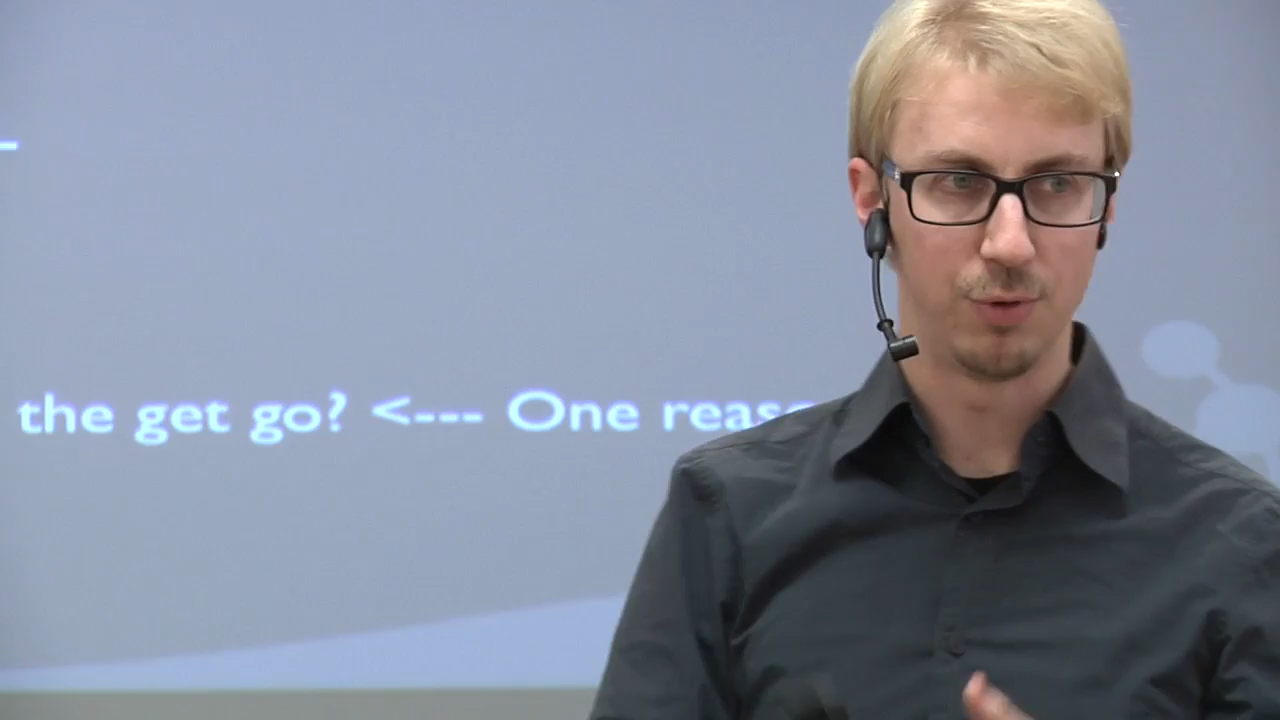 the get go? <--- One